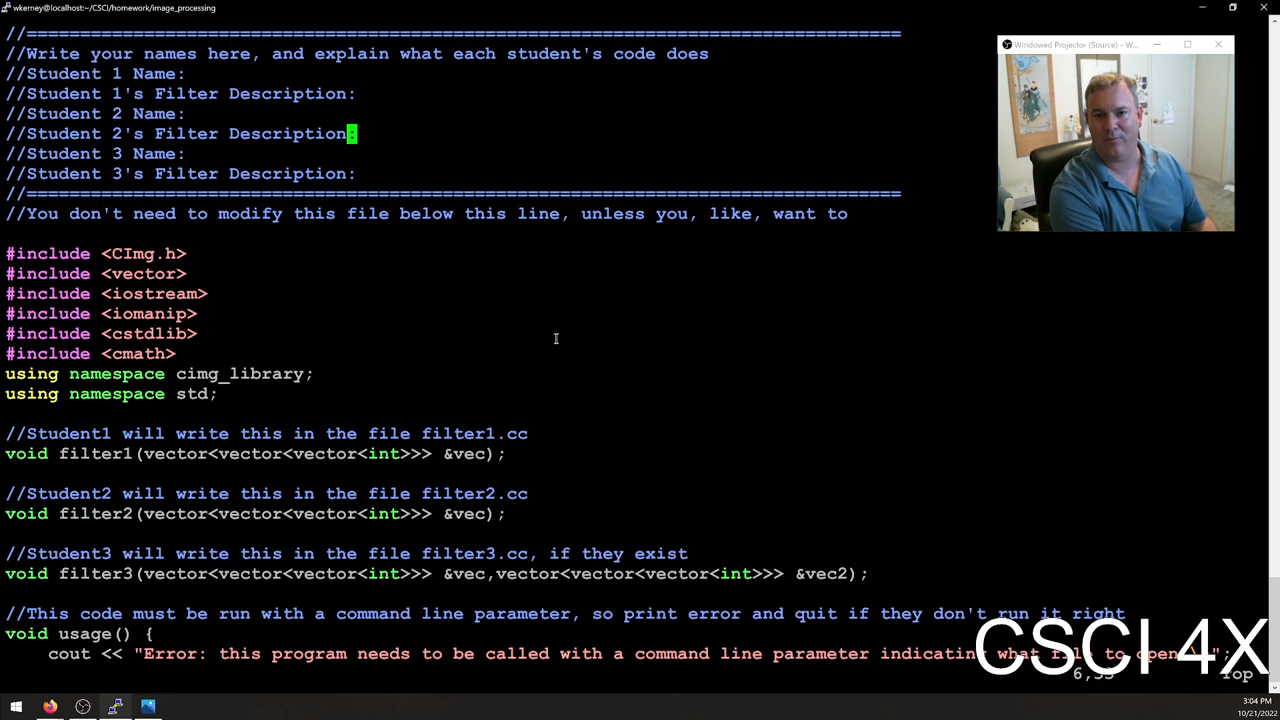 wkerney@localhost:~/CSCI/homework/image_processing
//==================================================================================
//Write your names here, and explain what each student's code does
//Student 1 Name:
//Student 1's Filter Description:
//Student 2 Name:
//Student 2's Filter Description:
//Student 3 Name:
//Student 3's Filter Description:
//==================================================================================
//You don't need to modify this file below this line, unless you, like, want to
Windowed Projector (Source) - W...
#include <CImg.h>
#include <vector>
#include <iostream>
#include <iomanip>
#include <cstdlib>
#include <cmath>
using namespace cimg_library;
using namespace std;
//Student1 will write this in the file filter1.cc
void filter1(vector<vector<vector<int>>> &vec);
//Student2 will write this in the file filter2.cc
void filter2(vector<vector<vector<int>>> &vec);
//Student3 will write this in the file filter3.cc, if they exist
void filter3(vector<vector<vector<int>>> &vec,vector<vector<vector<int>>> &vec2);
//This code must be run with a command line parameter, so print error and quit if they don't run it right
void usage() {
cout << "Error: this program needs to be called with a command line parameter indicating what file to open
CSCI 4X
Top
3:04 PM
10/21/2022